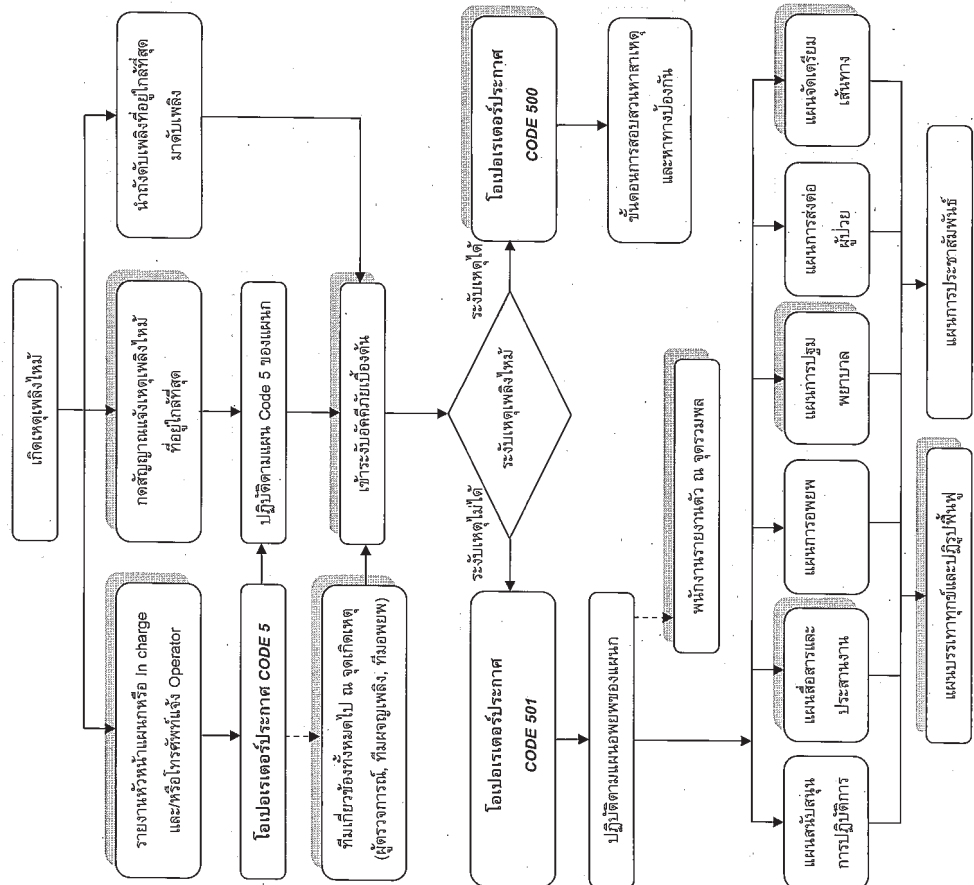 เกิดเหตุเพลิงไหม้
รายงานหัวหน้าแผนกหรือ In charge
และ/หรือโทรศัพท์แจ้ง Operator
กดสัญญาณแจ้งเหตุเพลิงไหม้
ที่อยู่ใกล้ที่สุด
นำถังดับเพลิงที่อยู่ใกล้ที่สุด
มาดับเพลิง
โอเปอเรเตอร์ประกาศ CODE 5
ปฏิบัติตามแผน Code 5 ของแผนก
ทีมเกี่ยวข้องทั้งหมดไป ณ จุดเกิดเหตุ
(ผู้ตรวจการณ์, ทีมผจญเพลิง, ทีมอพยพ)
เข้าระงับอัคคีภัยเบื้องต้น
ระงับเหตุไม่ได้
ระงับเหตุเพลิงไหม้
ระงับเหตุได้
โอเปอเรเตอร์ประกาศ
CODE 501
โอเปอเรเตอร์ประกาศ
CODE 500
ปฏิบัติตามแผนอพยพของแผนก
ขั้นตอนการสอบสวนหาสาเหตุ
และหาทางป้องกัน
พนักงานรายงานตัว ณ จุดรวมพล
แผนสนับสนุน
การปฏิบัติการ
แผนสื่อสารและ
ประสานงาน
แผนการอพยพ
แผนการปฐม
พยาบาล
แผนการส่งต่อ
ผู้ป่วย
แผนจัดเตรียม
เส้นทาง
แผนบรรเทาทุกข์และปฏิรูปฟื้นฟู
แผนการประชาสัมพันธ์